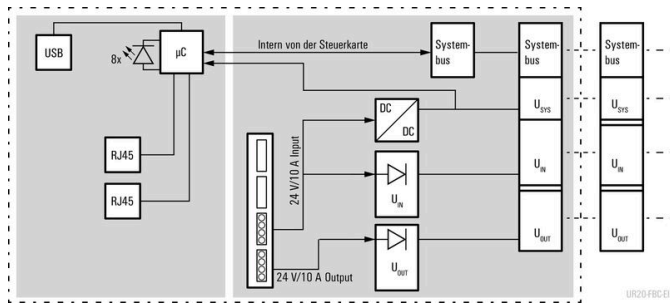 USB
8x
µC
RJ45
RJ45
Intern von der Steuerkarte
System-
bus
System-
bus
System-
bus
DC
DC
U_SYS
U_SYS
24 V/10 A Input
U_IN
U_IN
U_IN
24 V/10 A Output
U_OUT
U_OUT
U_OUT